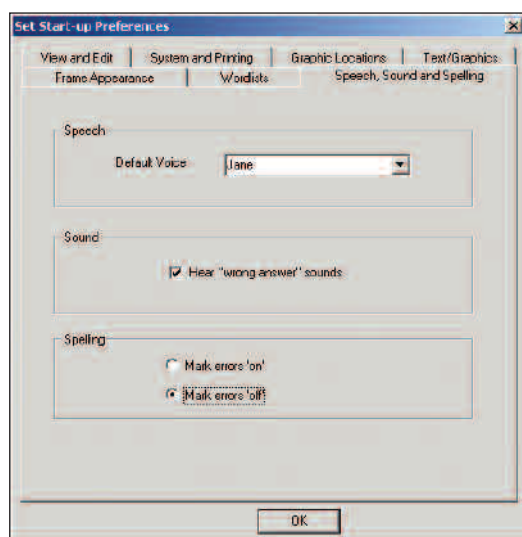 Set Start-up Preferences
View and Edit System and Printing Graphic Locations Text/Graphics
Frame Appearance Wordlists Speech, Sound and Spelling
Speech
Default Voice Jane
Sound
Hear "wrong answer" sounds
Spelling
Mark errors 'on'
Mark errors 'off'
OK